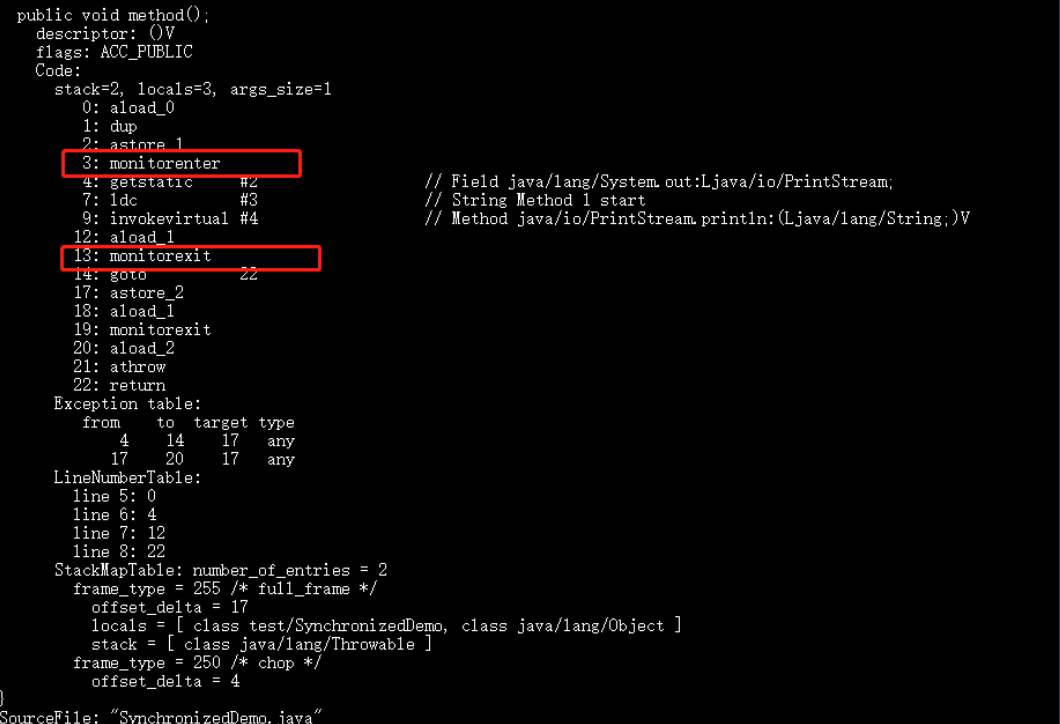 public void method();
descriptor: ()V
flags: ACC_PUBLIC
Code:
stack=2, locals=3, args_size=1
0: aload_0
1: dup
2: astore_1
3: monitorenter
4: getstatic #2 // Field java/lang/System.out:Ljava/io/PrintStream;
7: ldc #3 // String Method 1 start
9: invokevirtual #4 // Method java/io/PrintStream.println:(Ljava/lang/String;)V
12: aload_1
13: monitorexit
14: goto 22
17: astore_2
18: aload_1
19: monitorexit
20: aload_2
21: athrow
22: return
Exception table:
from to target type
4 14 17 any
17 20 17 any
LineNumberTable:
line 5: 0
line 6: 4
line 7: 12
line 8: 22
StackMapTable: number_of_entries = 2
frame_type = 255 /* full_frame */
offset_delta = 17
locals = [ class test/SynchronizedDemo, class java/lang/Object ]
stack = [ class java/lang/Throwable ]
frame_type = 250 /* chop */
offset_delta = 4
}
SourceFile: "SynchronizedDemo.java"